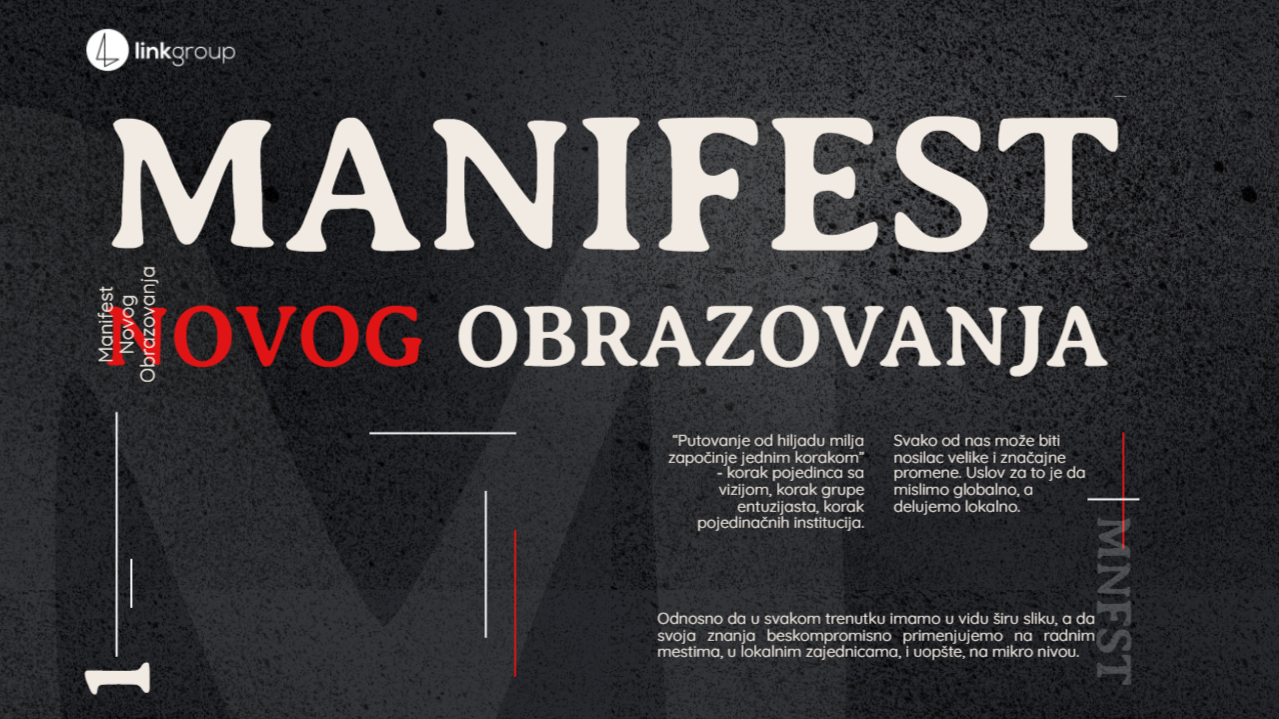 linkgroup
MANIFEST
Manifest
Novog
Obrazovanja
NOVOG OBRAZOVANJA
“Putovanje od hiljadu milja
započinje jednim korakom”
- korak pojedinca sa
vizijom, korak grupe
entuzijasta, korak
pojedinačnih institucija.
Svako od nas može biti
nosilac velike i značajne
promene. Uslov za to je da
mislimo globalno, a
delujemo lokalno.
MNFEST
Odnosno da u svakom trenutku imamo u vidu širu sliku, a da
svoja znanja beskompromisno primenjujemo na radnim
mestima, u lokalnim zajednicama, i uopšte, na mikro nivou.
1